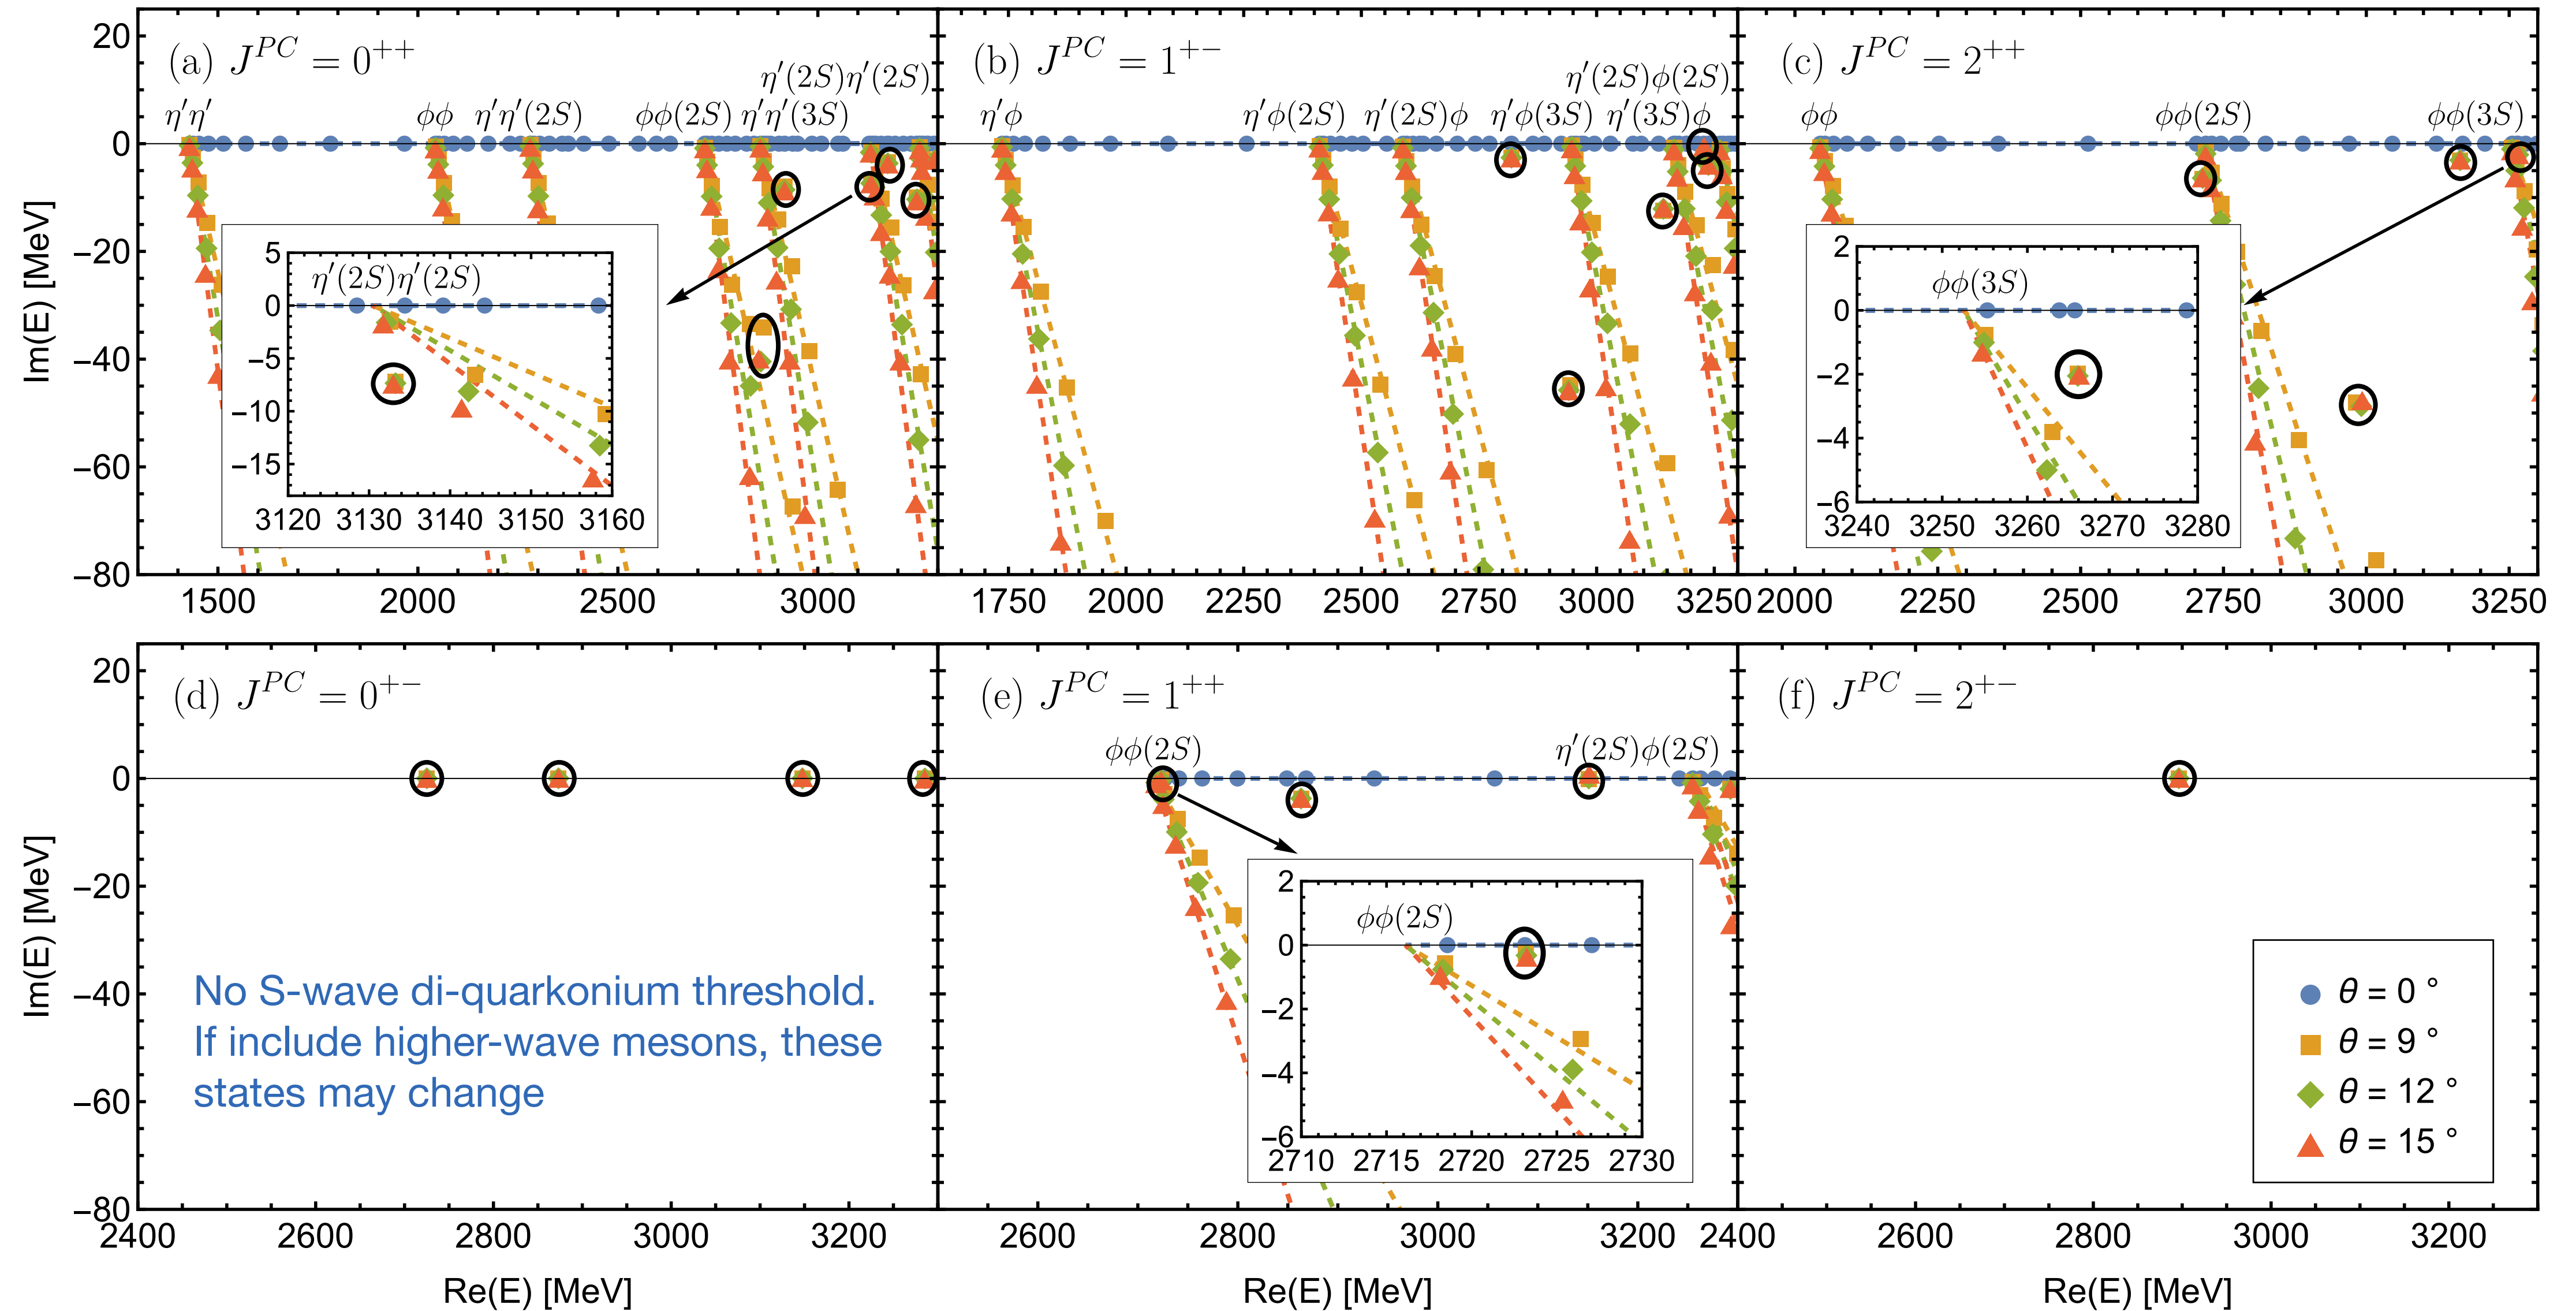 (a) J^{PC} = 0^{++}
η′(2S)η′(2S)
η′η′ ϕϕ η′η′(2S) ϕϕ(2S) η′η′(3S)
(b) J^{PC} = 1^{+-}
η′(2S)ϕ(2S)
η′ϕ η′ϕ(2S) η′(2S)ϕ η′ϕ(3S) η′(3S)ϕ
(c) J^{PC} = 2^{++}
ϕϕ ϕϕ(2S) ϕϕ(3S)
Im(E) [MeV]
20
0
−20
−40
−60
−80
η′(2S)η′(2S)
5
0
−5
−10
−15
3120 3130 3140 3150 3160
ϕϕ(3S)
2
0
−2
−4
−6
3240 3250 3260 3270 3280
1500 2000 2500 3000
1750 2000 2250 2500 2750 3000 3250
2000 2250 2500 2750 3000 3250
(d) J^{PC} = 0^{+-}
(e) J^{PC} = 1^{++}
ϕϕ(2S) η′(2S)ϕ(2S)
(f) J^{PC} = 2^{+-}
Im(E) [MeV]
20
0
−20
−40
−60
−80
No S-wave di-quarkonium threshold.
If include higher-wave mesons, these
states may change
ϕϕ(2S)
2
0
−2
−4
−6
2710 2715 2720 2725 2730
θ = 0 °
θ = 9 °
θ = 12 °
θ = 15 °
2400 2600 2800 3000 3200
2600 2800 3000 3200
2400 2600 2800 3000 3200
Re(E) [MeV] Re(E) [MeV] Re(E) [MeV]